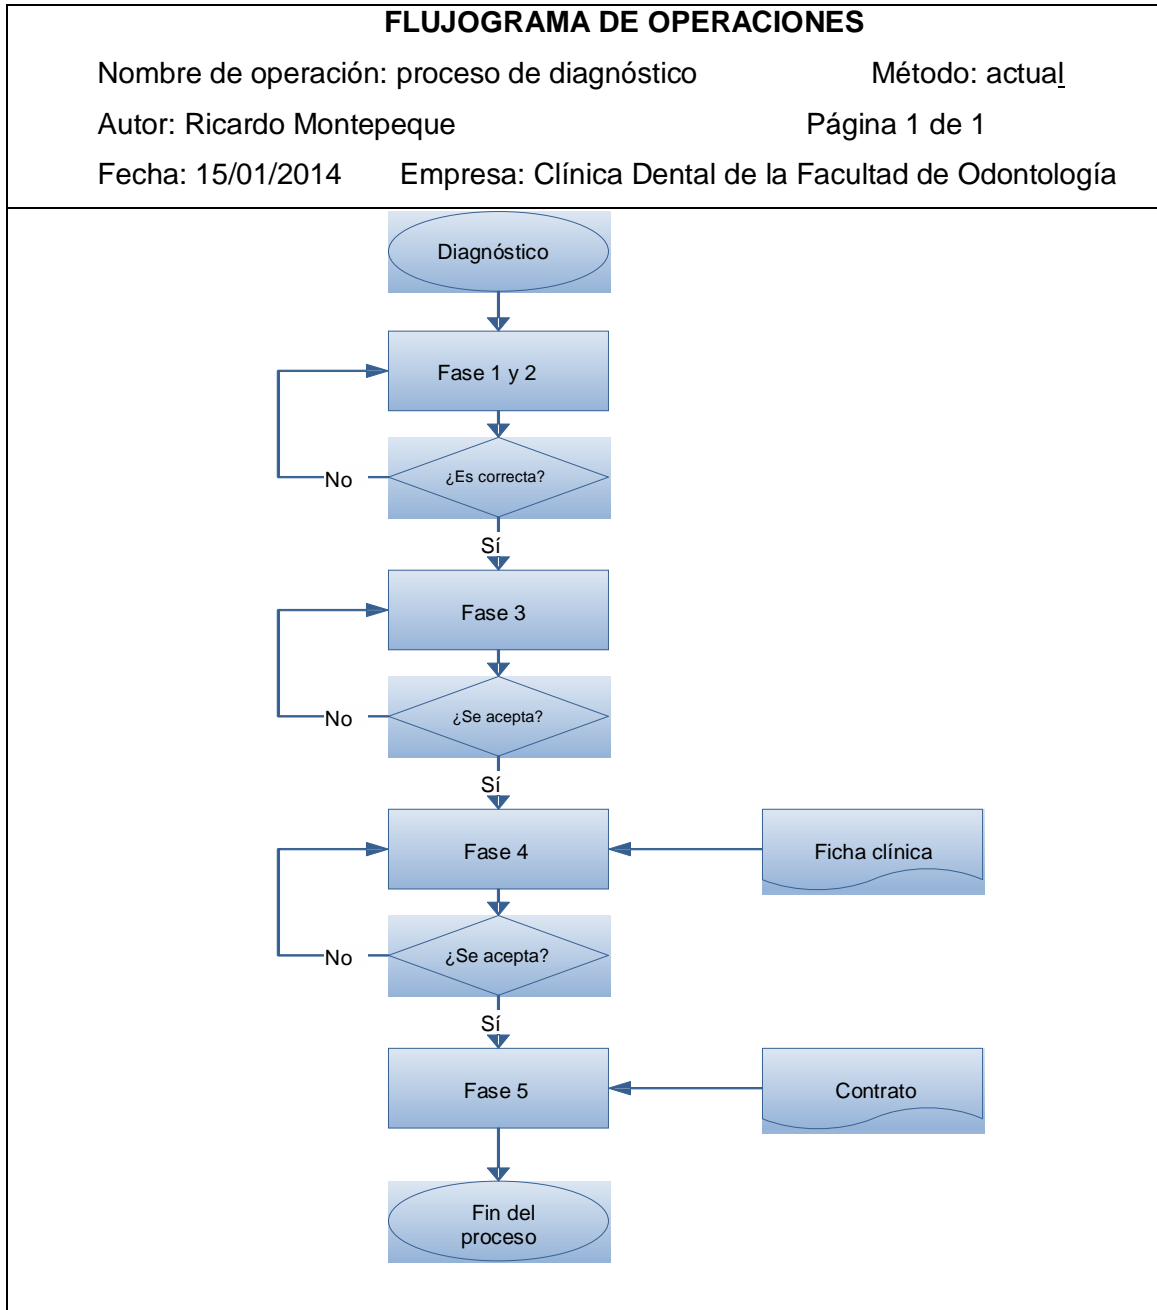 FLUJOGRAMA DE OPERACIONES
Nombre de operación: proceso de diagnóstico Método: actual
Autor: Ricardo Montepeque Página 1 de 1
Fecha: 15/01/2014 Empresa: Clínica Dental de la Facultad de Odontología
Diagnóstico
Fase 1 y 2
¿Es correcta?
No
Sí
Fase 3
¿Se acepta?
No
Sí
Fase 4
Ficha clínica
¿Se acepta?
No
Sí
Fase 5
Contrato
Fin del
proceso